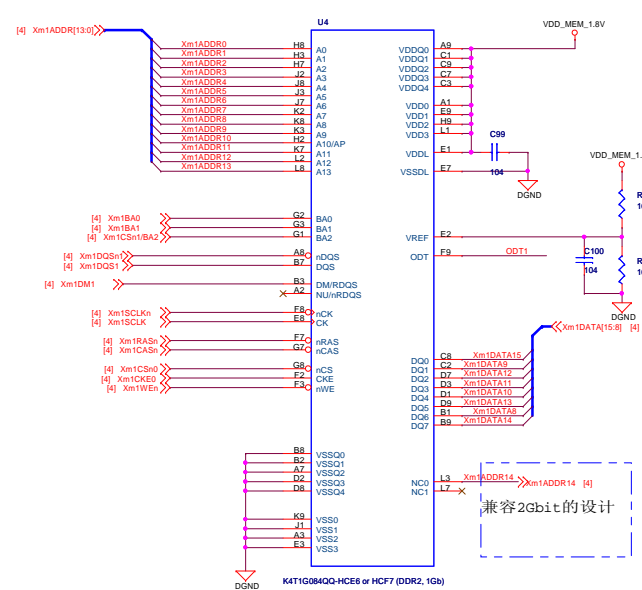 U4
VDD_MEM_1.8V
[4] Xm1ADDR[13:0]
Xm1ADDR0 H8 A0
Xm1ADDR1 H3 A1
Xm1ADDR2 H7 A2
Xm1ADDR3 J2 A3
Xm1ADDR4 J8 A4
Xm1ADDR5 J3 A5
Xm1ADDR6 J7 A6
Xm1ADDR7 K2 A7
Xm1ADDR8 K8 A8
Xm1ADDR9 K3 A9
Xm1ADDR10 H2 A10/AP
Xm1ADDR11 K7 A11
Xm1ADDR12 L2 A12
Xm1ADDR13 L8 A13
VDDQ0 A9
VDDQ1 C1
VDDQ2 C9
VDDQ3 C7
VDDQ4 C3
VDD0 A1
VDD1 E9
VDD2 H9
VDD3 L1
VDDL E1
VSSDL E7
C99
104
DGND
VDD_MEM_1.
[4] Xm1BA0 G2 BA0
[4] Xm1BA1 G3 BA1
[4] Xm1CSn1/BA2 G1 BA2
[4] Xm1DQSn1 A8 nDQS
[4] Xm1DQS1 B7 DQS
[4] Xm1DM1 B3 DM/RDQS
A2 NU/nRDQS
VREF E2
ODT F9 ODT1
C100
104
R
R
DGND
[4] Xm1SCLKn F8 nCK
[4] Xm1SCLK E8 CK
[4] Xm1RASn F7 nRAS
[4] Xm1CASn G7 nCAS
[4] Xm1CSn0 G8 nCS
[4] Xm1CKE0 F2 CKE
[4] Xm1WEn F3 nWE
Xm1DATA[15:8] [4]
DQ0 C8 Xm1DATA15
DQ1 C2 Xm1DATA9
DQ2 D7 Xm1DATA12
DQ3 D3 Xm1DATA11
DQ4 D1 Xm1DATA10
DQ5 D9 Xm1DATA13
DQ6 B1 Xm1DATA8
DQ7 B9 Xm1DATA14
B8 VSSQ0
B2 VSSQ1
A7 VSSQ2
D2 VSSQ3
D8 VSSQ4
K9 VSS0
J1 VSS1
A3 VSS2
E3 VSS3
DGND
NC0 L3 Xm1ADDR14 Xm1ADDR14 [4]
NC1 L7
兼容2Gbit的设计
K4T1G084QQ-HCE6 or HCF7 (DDR2, 1Gb)